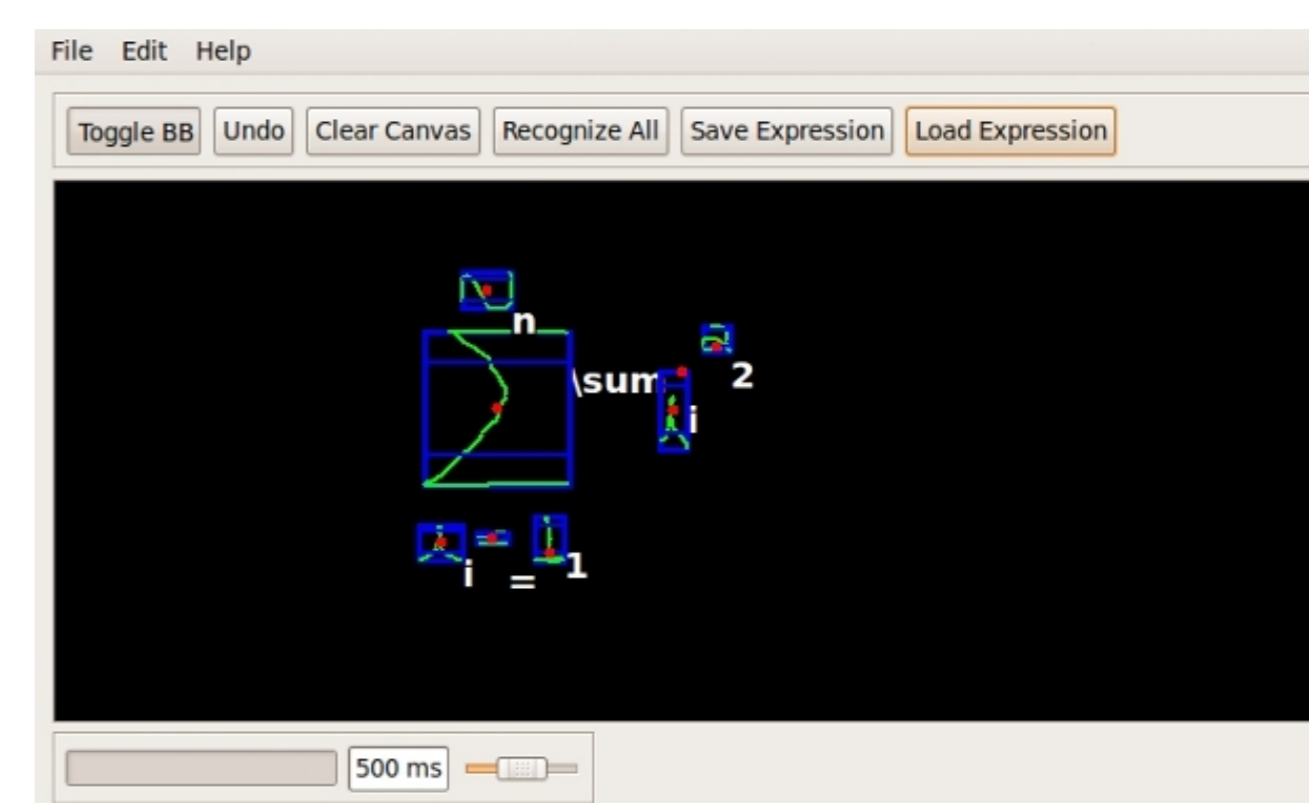 File Edit Help
Toggle BB Undo Clear Canvas Recognize All Save Expression Load Expression
n
\sum i 2
i = 1
500 ms